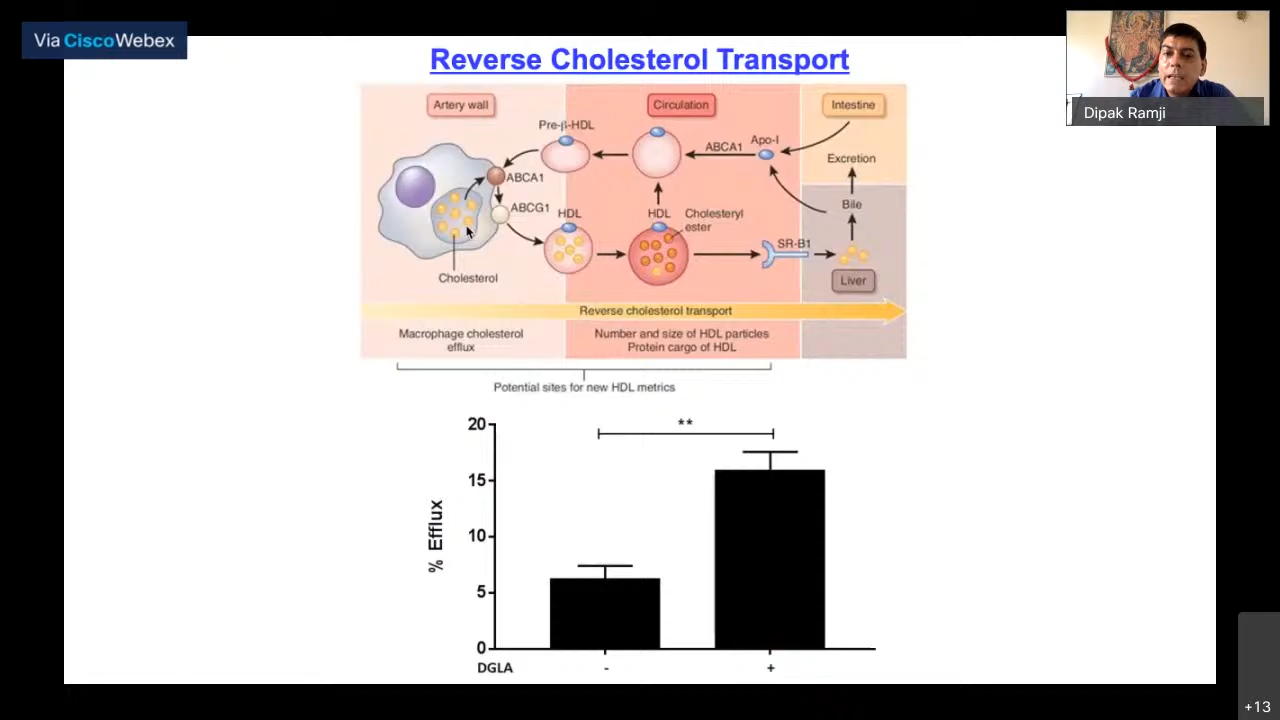 Via Cisco Webex
Reverse Cholesterol Transport
Dipak Ramji
Artery wall
Circulation
Intestine
Pre-β-HDL
ABCA1
Apo-I
Excretion
ABCA1
ABCG1
HDL
HDL
Cholesteryl
ester
Bile
SR-B1
Cholesterol
Liver
Reverse cholesterol transport
Macrophage cholesterol
efflux
Number and size of HDL particles
Protein cargo of HDL
Potential sites for new HDL metrics
**
20
15
10
5
0
% Efflux
DGLA - +
+13